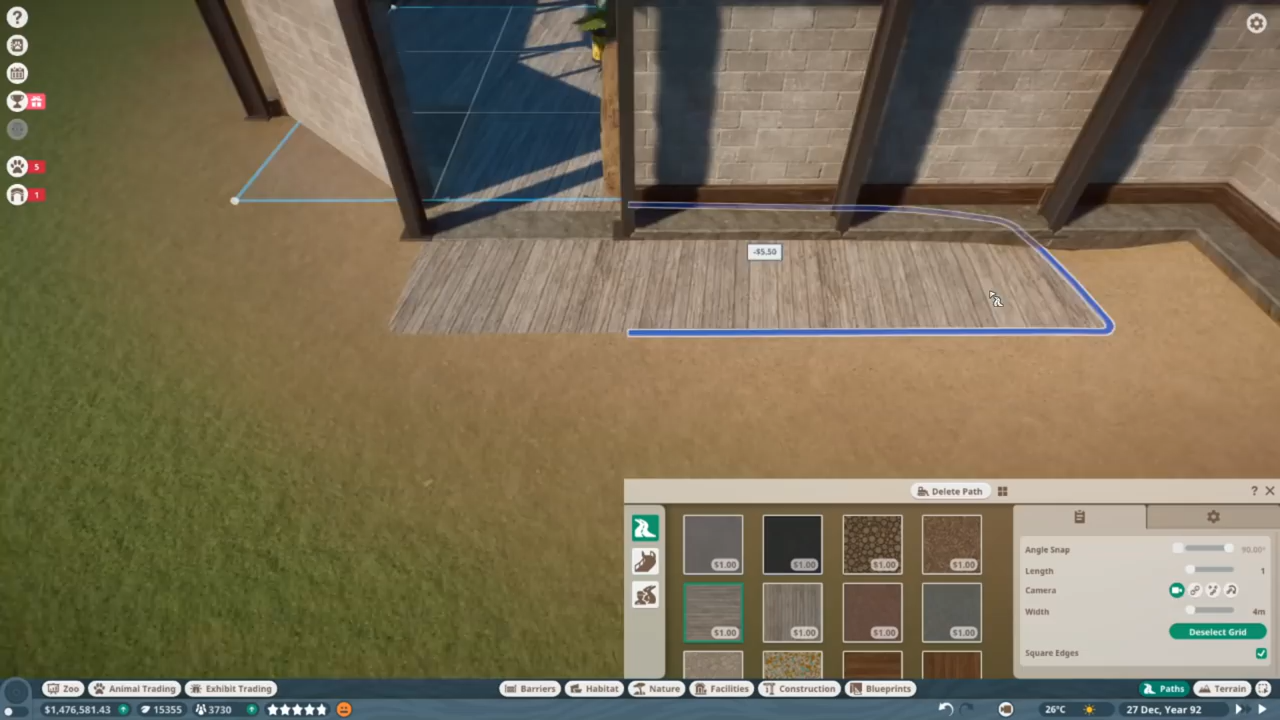 5
1
-$5.50
Delete Path
?
$1.00 $1.00 $1.00 $1.00
$1.00 $1.00 $1.00 $1.00
Angle Snap 90.00°
Length 1
Camera
Width 4m
Deselect Grid
Square Edges
Zoo Animal Trading Exhibit Trading Barriers Habitat Nature Facilities Construction Blueprints Paths Terrain
$1,476,581.43 15355 3730 26°C 27 Dec, Year 92